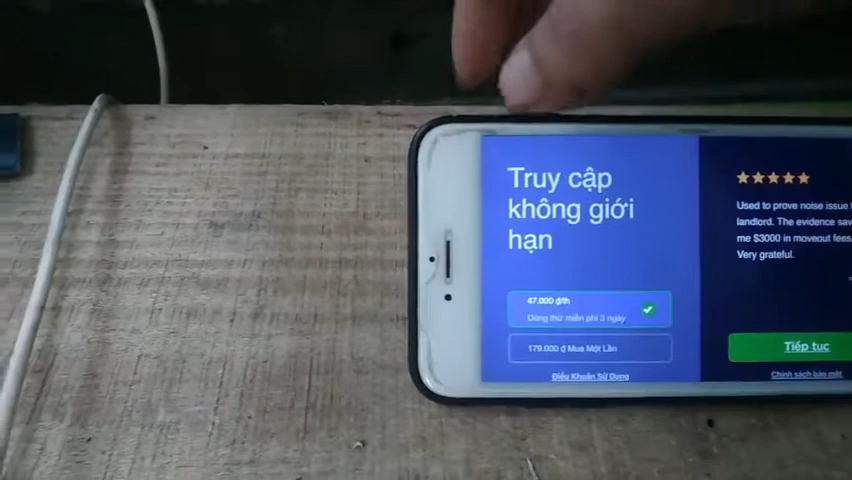 Truy cập
không giới
hạn
47.000 ₫/th
Dùng thử miễn phí 3 ngày
179.000 ₫ Mua Một Lần
Điều Khoản Sử Dụng
★★★★★
Used to prove noise issue
landlord. The evidence
me $3000 in moveout fees.
Very grateful.
Tiếp tục
Chính sách bảo mật